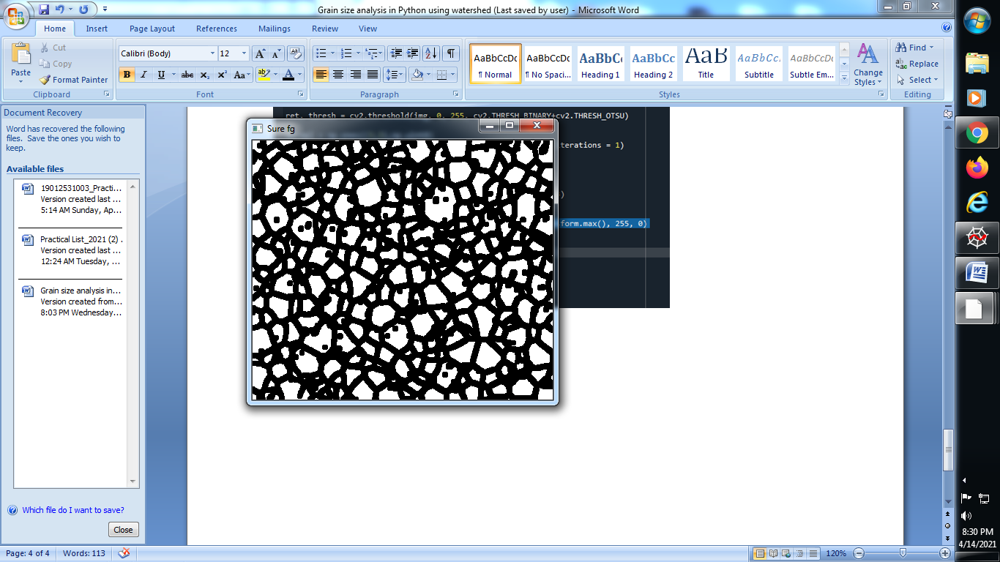 Grain size analysis in Python using watershed (Last saved by user) - Microsoft Word
Home Insert Page Layout References Mailings Review View
Paste
Cut
Copy
Format Painter
Clipboard
Calibri (Body) 12
B I U abc x₂ x² Aa
Font
Paragraph
AaBbCcDc AaBbCcDc AaBbCc AaBbCc AaB AaBbCc. AaBbCcDc
¶ Normal ¶ No Spaci... Heading 1 Heading 2 Title Subtitle Subtle Em...
Change
Styles
Styles
Find
Replace
Select
Editing
Document Recovery
Word has recovered the following
files. Save the ones you wish to
keep.
Available files
19012531003_Practi...
Version created last ...
5:14 AM Sunday, Ap...
Practical List_2021 (2) .
Version created last ...
12:24 AM Tuesday, ...
Grain size analysis in...
Version created from...
8:03 PM Wednesday...
Which file do I want to save?
Close
ret, thresh = cv2.threshold(img, 0, 255, cv2.THRESH_BINARY+cv2.THRESH_OTSU)
Sure fg
iterations = 1)
form.max(), 255, 0)
Page: 4 of 4 Words: 113
120%
8:30 PM
4/14/2021